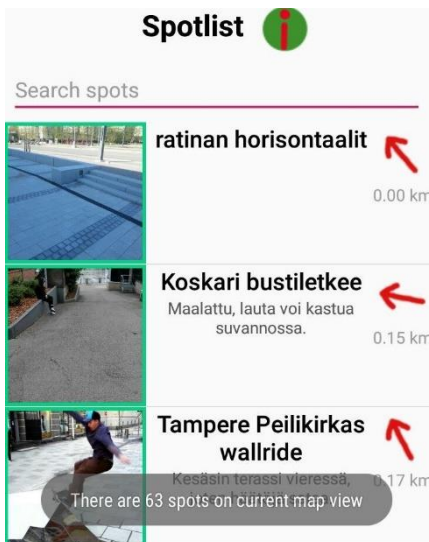 Spotlist i
Search spots
ratinan horisontaalit
0.00 km
Koskari bustiletkee
Maalattu, lauta voi kastua
suvannossa.
0.15 km
Tampere Peilikirkas
wallride
Kesäsin terassi vieressä,
0.17 km
There are 63 spots on current map view